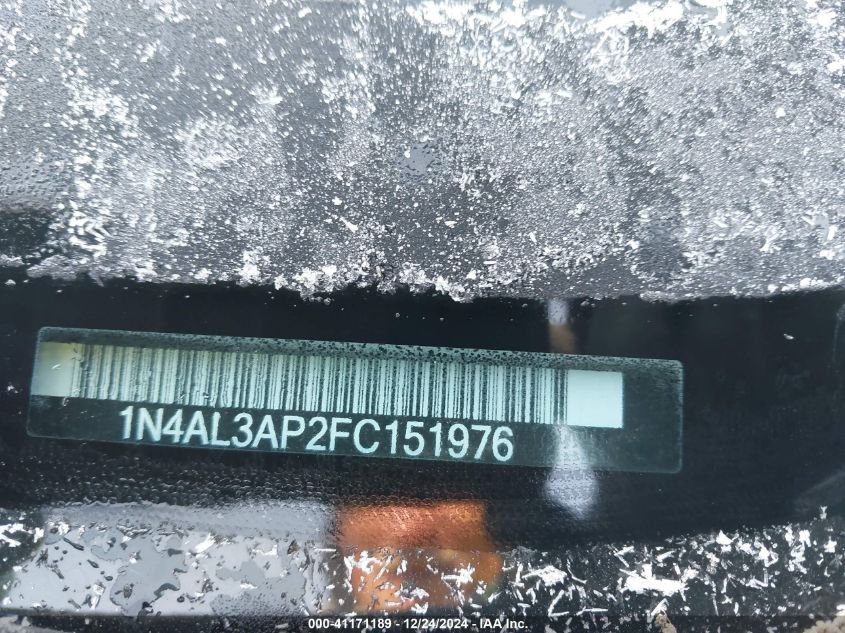 1N4AL3AP2FC151976
000-41171189 - 12/24/2024 - IAA Inc.